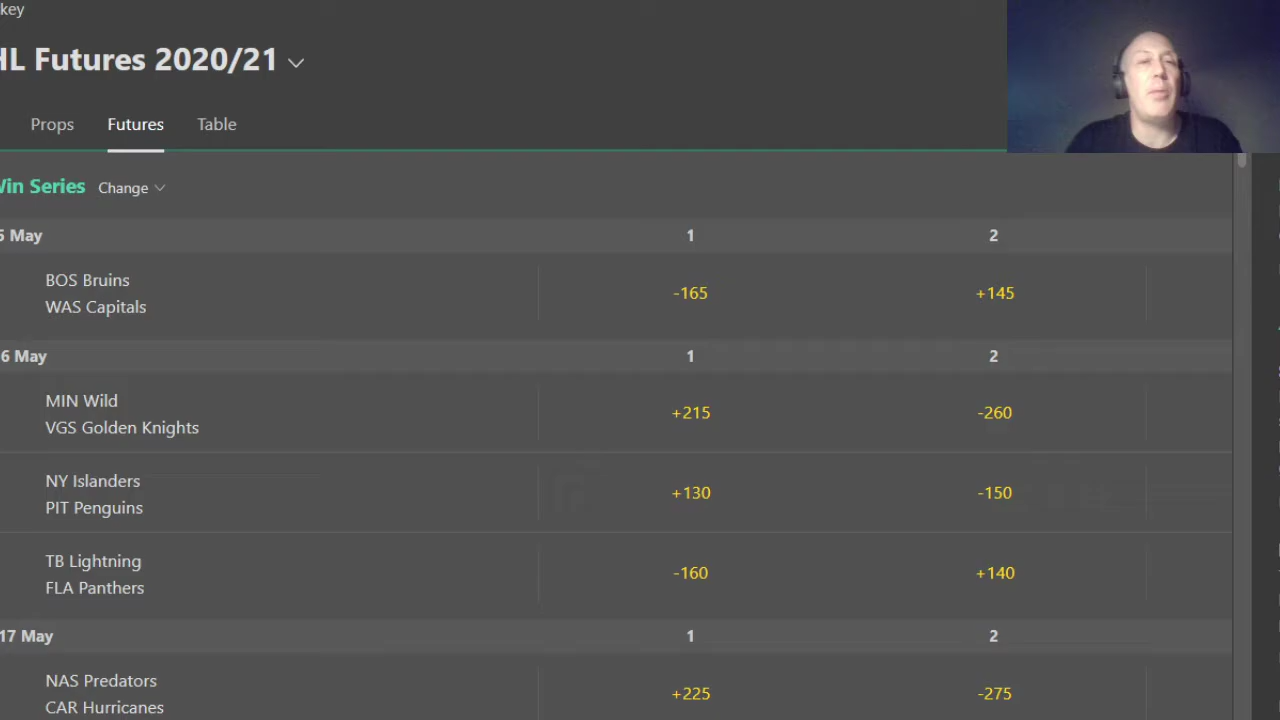 key
HL Futures 2020/21
Props Futures Table
Win Series Change
5 May 1 2
BOS Bruins
WAS Capitals
-165 +145
6 May 1 2
MIN Wild
VGS Golden Knights
+215 -260
NY Islanders
PIT Penguins
+130 -150
TB Lightning
FLA Panthers
-160 +140
17 May 1 2
NAS Predators
CAR Hurricanes
+225 -275